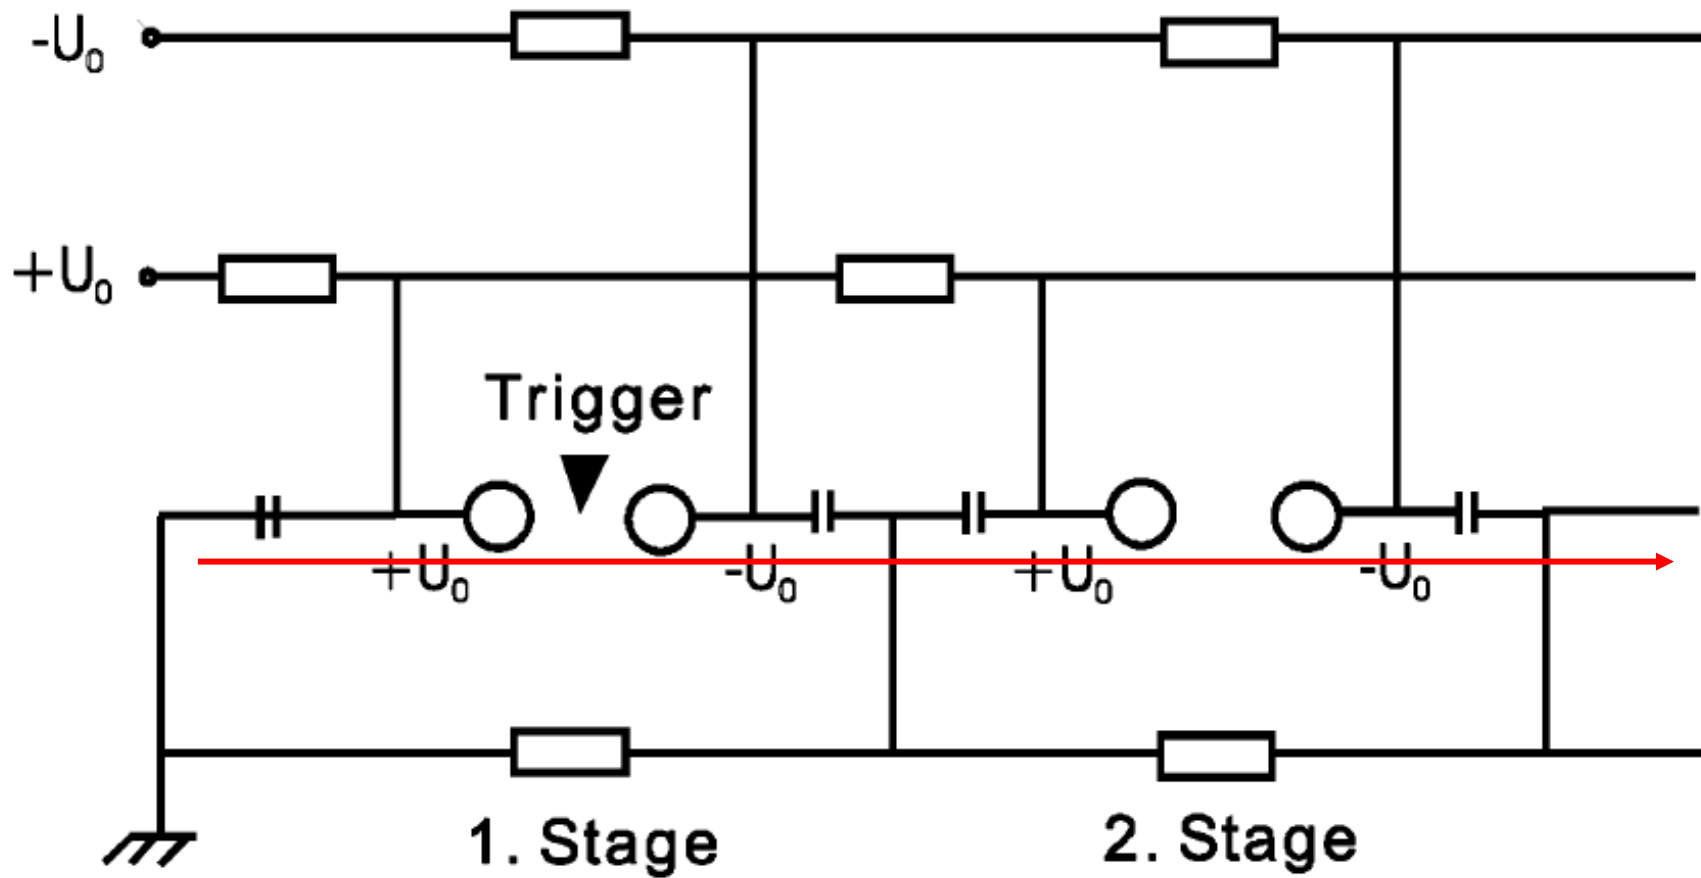 -U₀
+U₀
Trigger
+U₀ -U₀ +U₀ -U₀
1. Stage 2. Stage